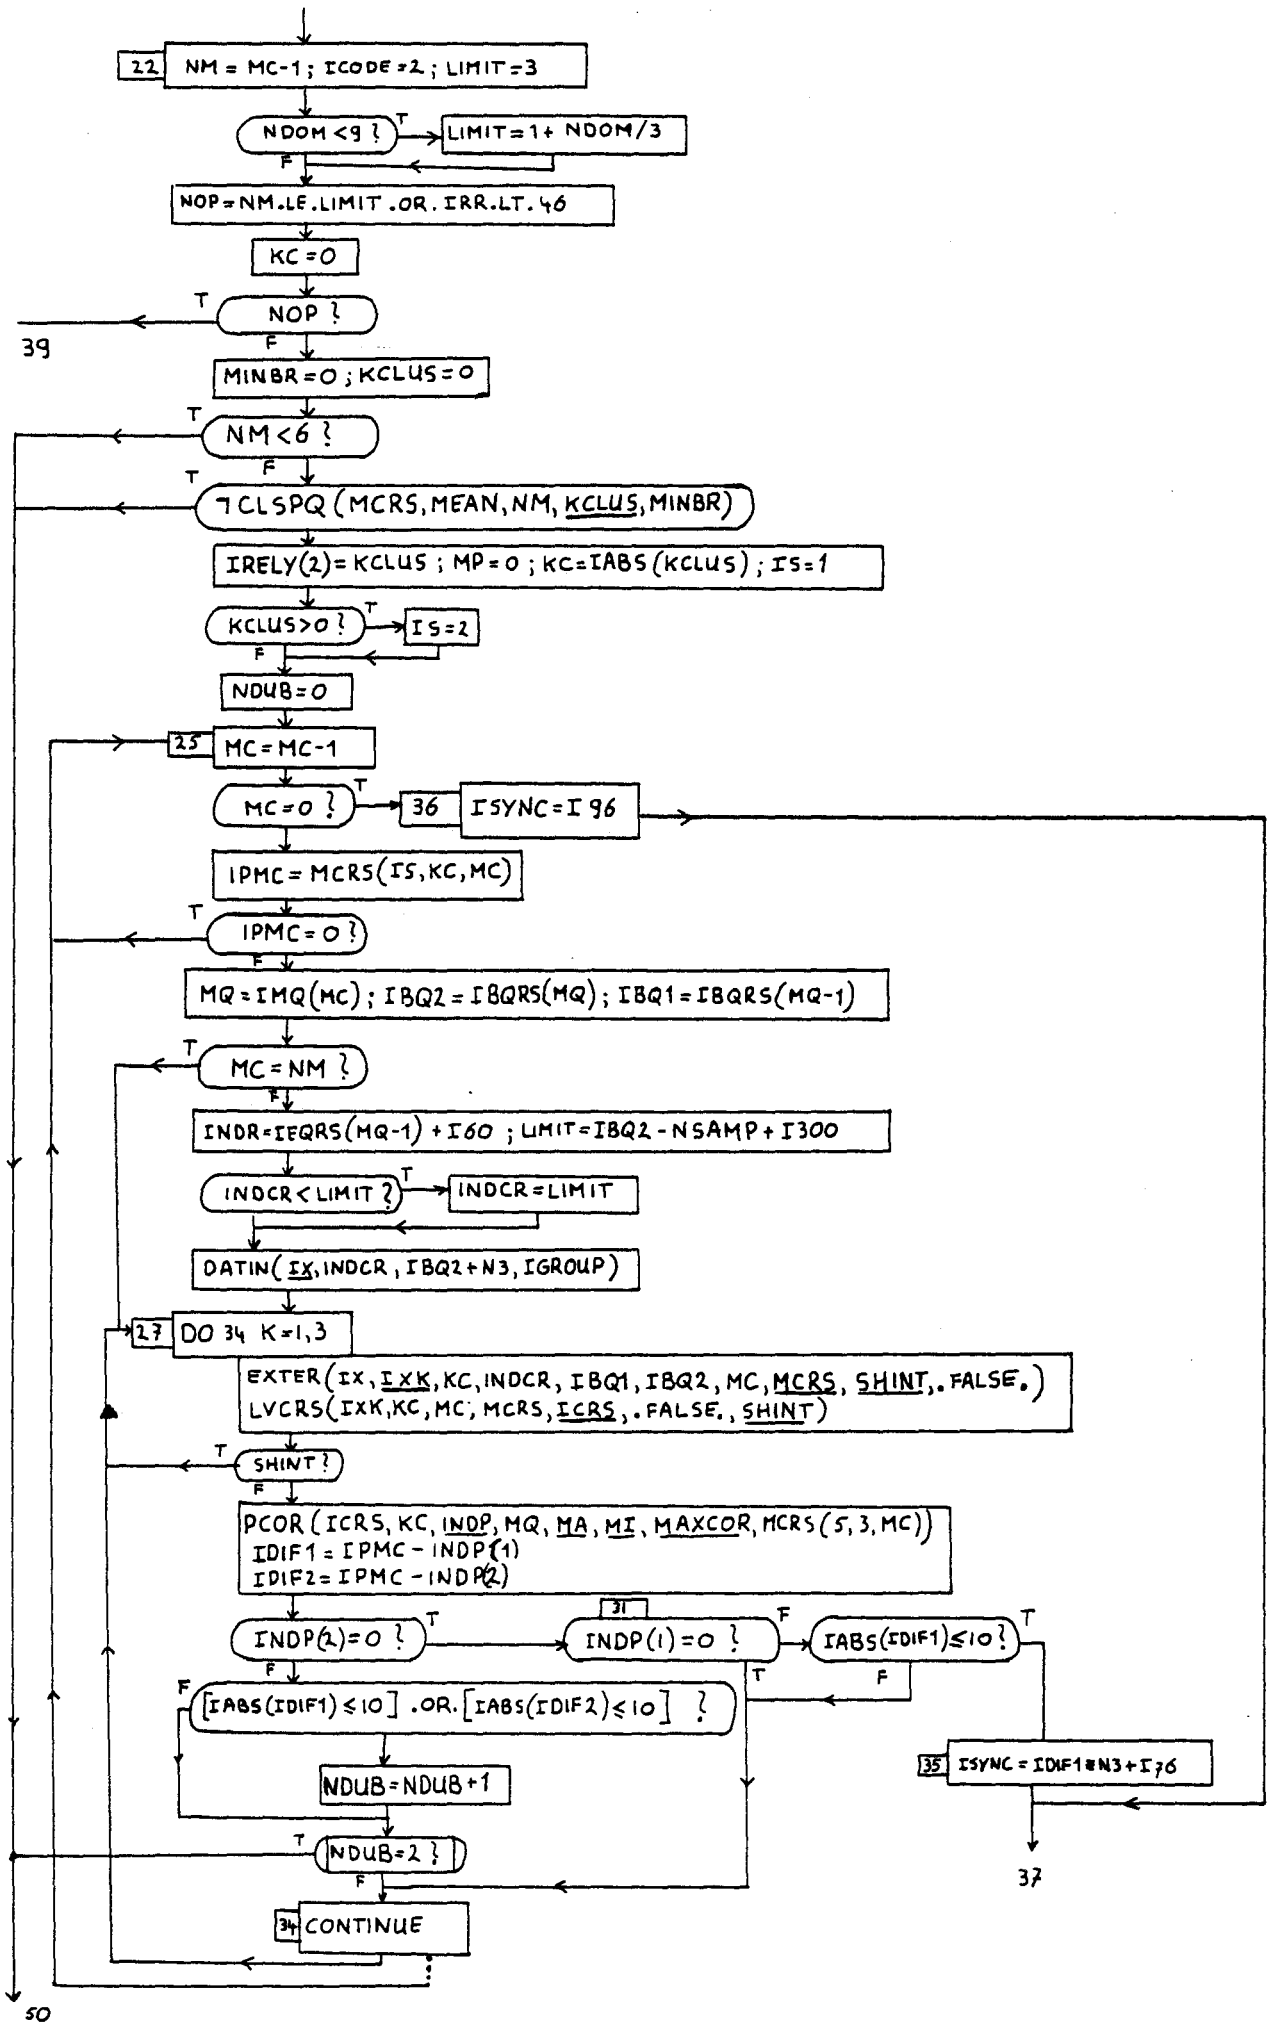 22 NM = MC-1; ICODE=2; LIMIT=3
NDOM<9? T LIMIT=1+ NDOM/3
F
NOP=NM.LE.LIMIT.OR.IRR.LT.46
KC=0
T NOP?
39 F
MINBR=0; KCLUS=0
T NM<6?
F
T ¬CLSPQ(MCRS,MEAN,NM,KCLUS,MINBR)
IRELY(2)=KCLUS; MP=0; KC=IABS(KCLUS); IS=1
KCLUS>0? T IS=2
F
NDUB=0
25 MC=MC-1
MC=0? T 36 ISYNC=I96
IPMC=MCRS(IS,KC,MC)
T IPMC=0?
F
MQ=IMQ(MC); IBQ2=IBQRS(MQ); IBQ1=IBQRS(MQ-1)
T MC=NM?
F
INDR=IEQRS(MQ-1)+I60; LIMIT=IBQ2-NSAMP+I300
INDCR<LIMIT? T INDCR=LIMIT
DATIN(IX,INDCR,IBQ2+N3,IGROUP)
27 DO 34 K=1,3
EXTER(IX,IXK,KC,INDCR,IBQ1,IBQ2,MC,MCRS,SHINT,.FALSE.)
LVCRS(IXK,KC,MC,MCRS,ICRS,.FALSE.,SHINT)
T SHINT?
F
PCOR(ICRS,KC,INDP,MQ,MA,MI,MAXCOR,MCRS(5,3,MC))
IDIF1=IPMC-INDP(1)
IDIF2=IPMC-INDP(2)
31
INDP(2)=0? T INDP(1)=0? F IABS(IDIF1)≤10? T
F T F
F [IABS(IDIF1)≤10].OR.[IABS(IDIF2)≤10] ?
35 ISYNC=IDIF1*N3+I76
NDUB=NDUB+1
T NDUB=2?
F 37
34 CONTINUE
50